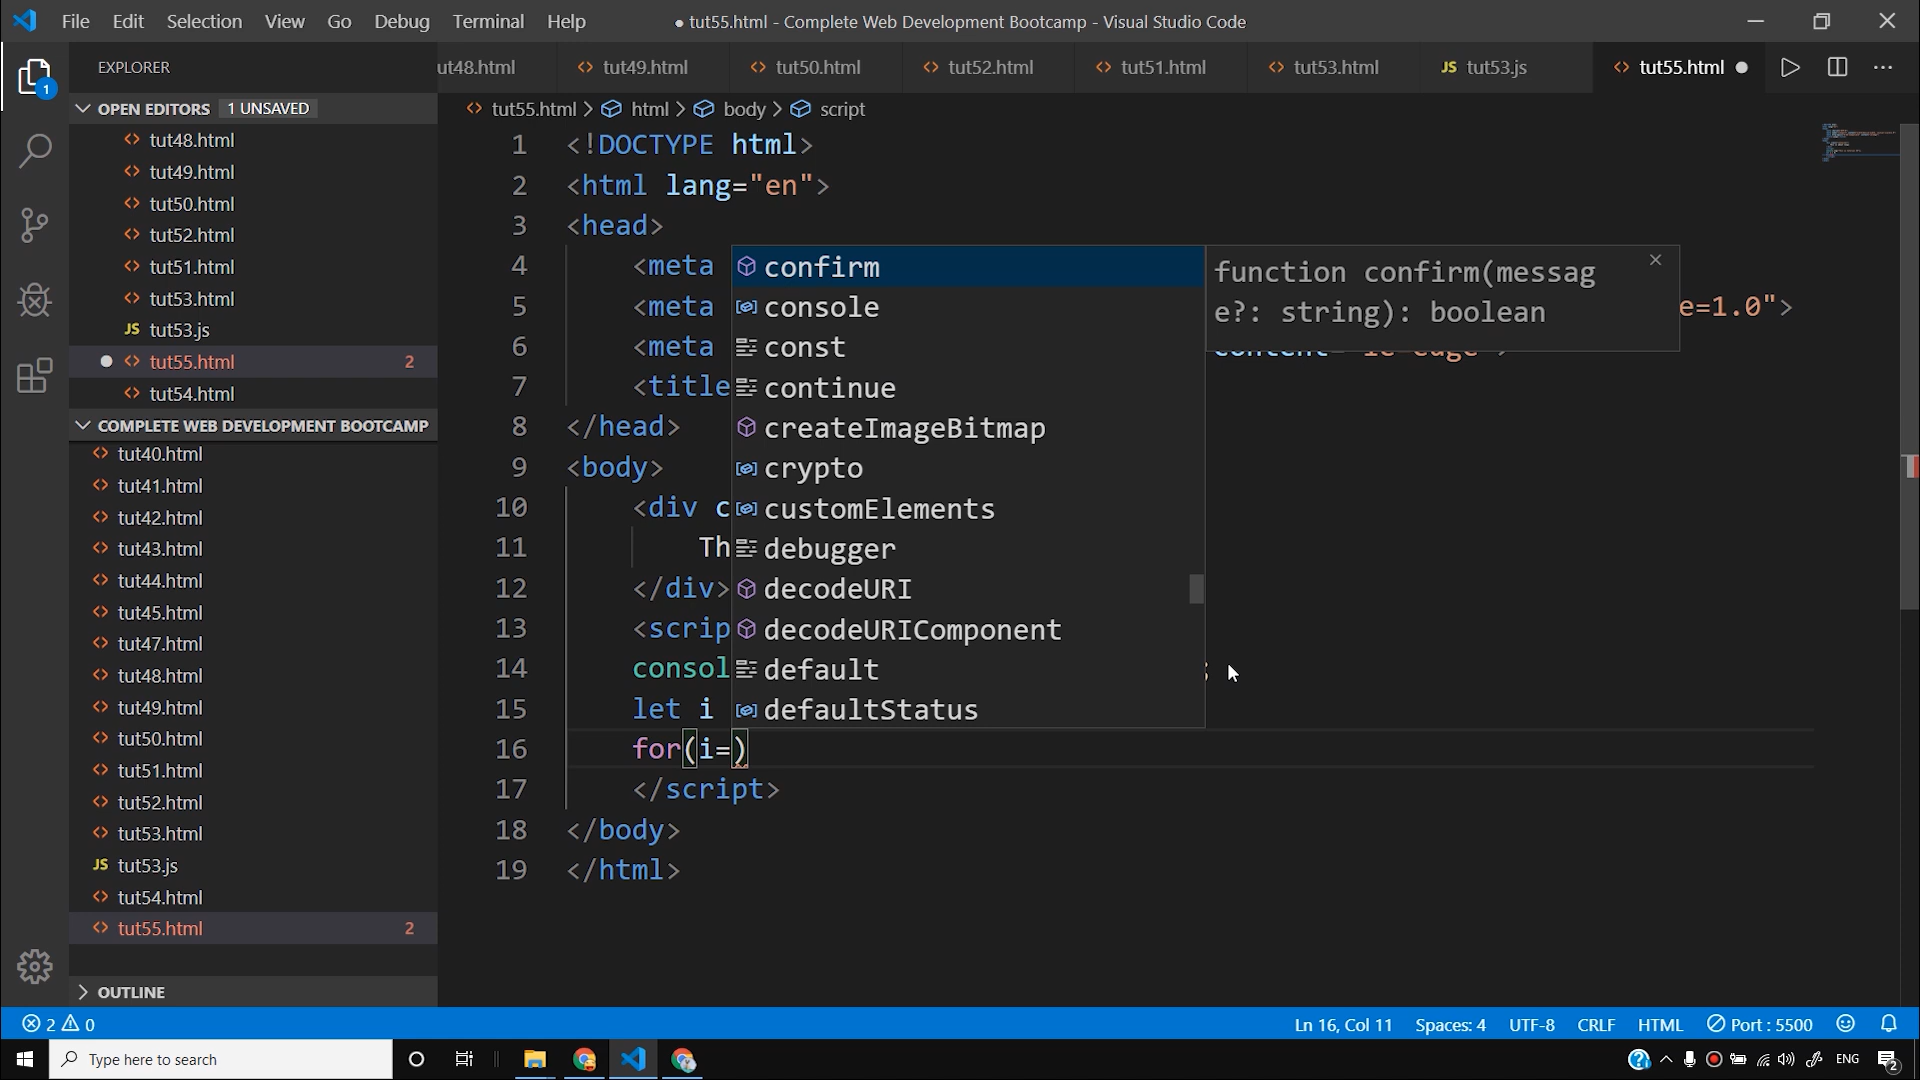 File Edit Selection View Go Debug Terminal Help
● tut55.html - Complete Web Development Bootcamp - Visual Studio Code
EXPLORER
ut48.html tut49.html tut50.html tut52.html tut51.html tut53.html JS tut53.js tut55.html
OPEN EDITORS 1 UNSAVED
tut48.html
tut49.html
tut50.html
tut52.html
tut51.html
tut53.html
JS tut53.js
tut55.html 2
tut54.html
COMPLETE WEB DEVELOPMENT BOOTCAMP
tut40.html
tut41.html
tut42.html
tut43.html
tut44.html
tut45.html
tut47.html
tut48.html
tut49.html
tut50.html
tut51.html
tut52.html
tut53.html
JS tut53.js
tut54.html
tut55.html 2
OUTLINE
tut55.html > html > body > script
1 <!DOCTYPE html>
2 <html lang="en">
3 <head>
4 <meta
5 <meta e=1.0">
6 <meta
7 <title
8 </head>
9 <body>
10 <div c
11 Th
12 </div>
13 <scrip
14 consol
15 let i
16 for(i=)
17 </script>
18 </body>
19 </html>
confirm
console
const
continue
createImageBitmap
crypto
customElements
debugger
decodeURI
decodeURIComponent
default
defaultStatus
function confirm(messag
e?: string): boolean
2 0 Ln 16, Col 11 Spaces: 4 UTF-8 CRLF HTML Port : 5500
Type here to search
ENG
2
1